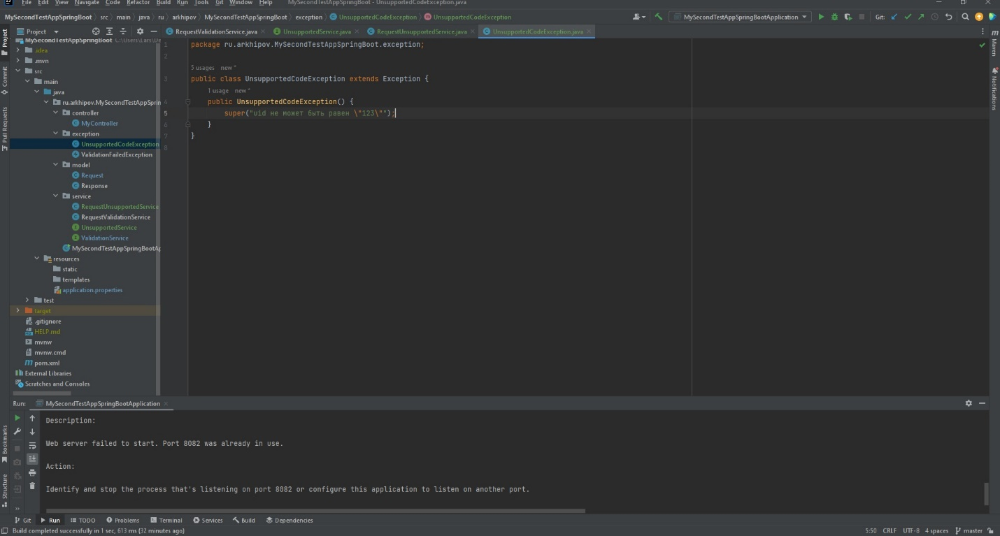 File Edit View Navigate Code Refactor Build Run Tools Git Window Help MySecondTestAppSpringBoot - UnsupportedCodeException.java
MySecondTestAppSpringBoot src main java ru arkhipov MySecondTestAppSpringBoot exception UnsupportedCodeException UnsupportedCodeException MySecondTestAppSpringBootApplication Git:
Project RequestValidationService.java UnsupportedService.java RequestUnsupportedService.java UnsupportedCodeException.java
MySecondTestAppSpringBoot
.idea
.mvn
src
main
java
ru.arkhipov.MySecondTestAppSprin
controller
MyController
exception
UnsupportedCodeException
ValidationFailedException
model
Request
Response
service
RequestUnsupportedService
RequestValidationService
UnsupportedService
ValidationService
MySecondTestAppSpringBootAp
resources
static
templates
application.properties
test
target
.gitignore
HELP.md
mvnw
mvnw.cmd
pom.xml
External Libraries
Scratches and Consoles
1 package ru.arkhipov.MySecondTestAppSpringBoot.exception;
2
5 usages new *
3 public class UnsupportedCodeException extends Exception {
1 usage new *
4 public UnsupportedCodeException() {
5 super("uid не может быть равен \"123\"");
6 }
7 }
8
Project
Commit
Pull Requests
Bookmarks
Structure
Maven
Notifications
Run: MySecondTestAppSpringBootApplication
Description:
Web server failed to start. Port 8082 was already in use.
Action:
Identify and stop the process that's listening on port 8082 or configure this application to listen on another port.
Git Run TODO Problems Terminal Services Build Dependencies
Build completed successfully in 1 sec, 613 ms (32 minutes ago) 5:50 CRLF UTF-8 4 spaces master